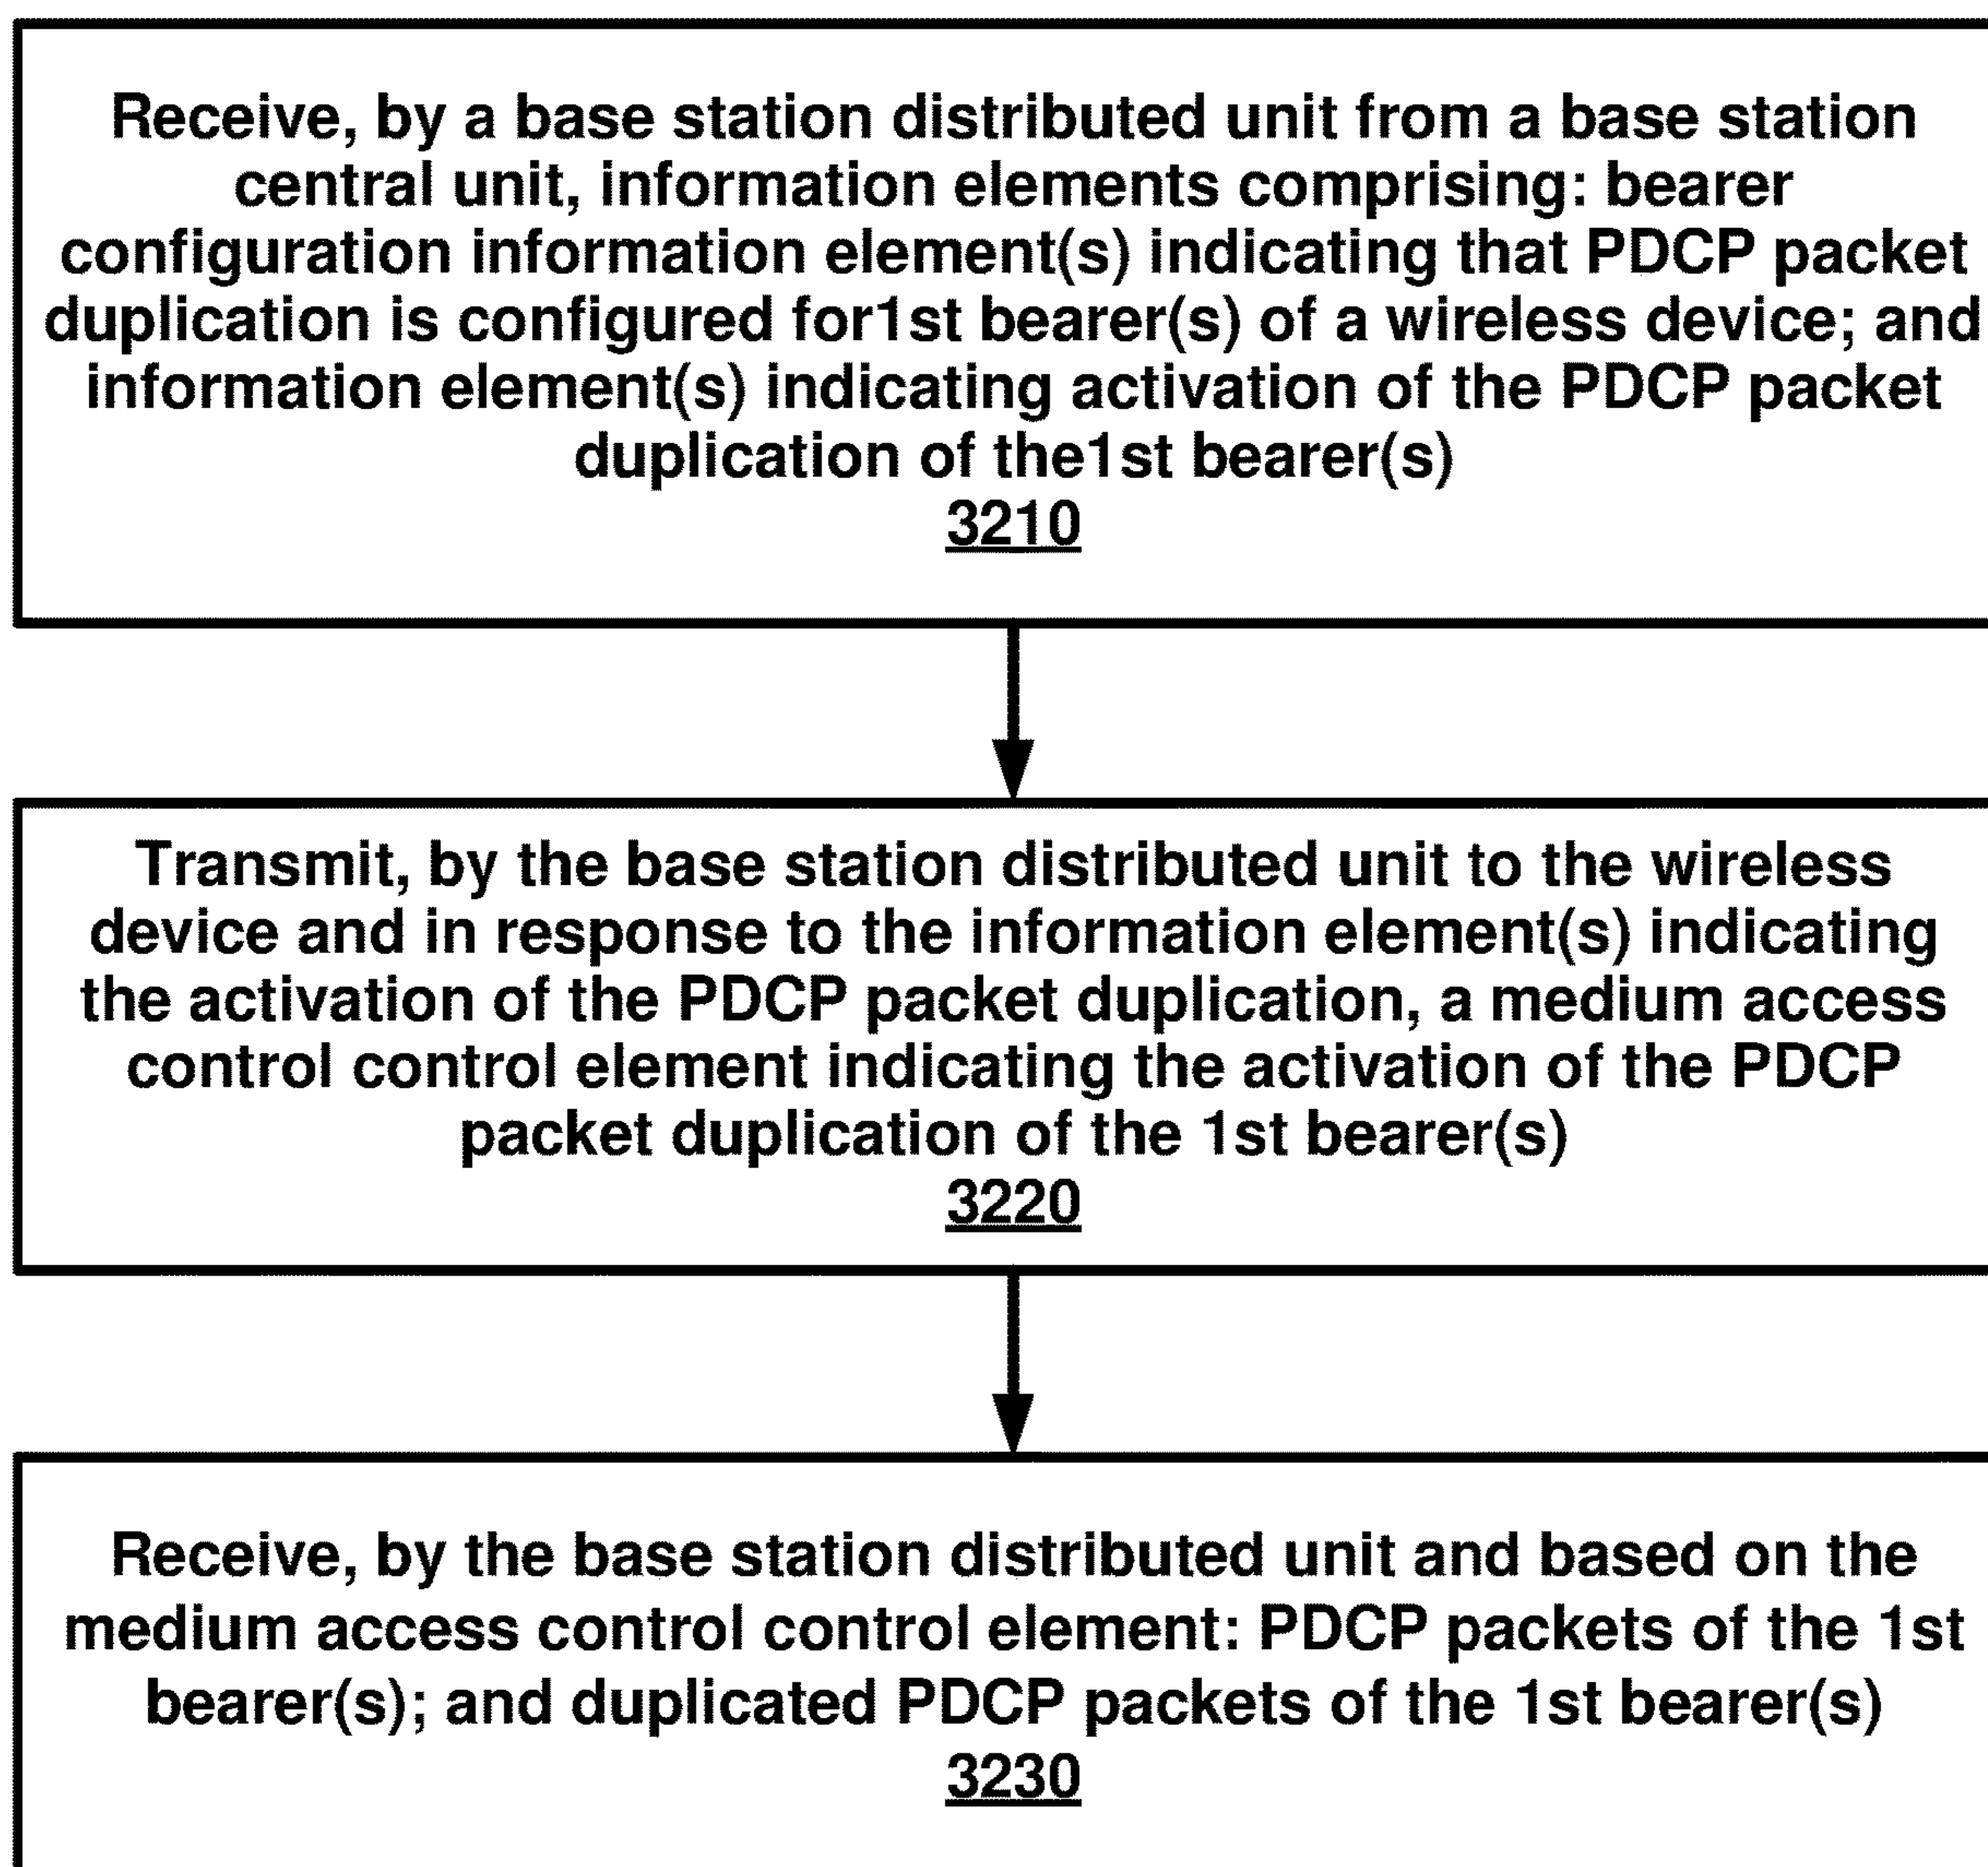 Receive, by a base station distributed unit from a base station
central unit, information elements comprising: bearer
configuration information element(s) indicating that PDCP packet
duplication is configured for1st bearer(s) of a wireless device; and
information element(s) indicating activation of the PDCP packet
duplication of the1st bearer(s)
3210
Transmit, by the base station distributed unit to the wireless
device and in response to the information element(s) indicating
the activation of the PDCP packet duplication, a medium access
control control element indicating the activation of the PDCP
packet duplication of the 1st bearer(s)
3220
Receive, by the base station distributed unit and based on the
medium access control control element: PDCP packets of the 1st
bearer(s); and duplicated PDCP packets of the 1st bearer(s)
3230